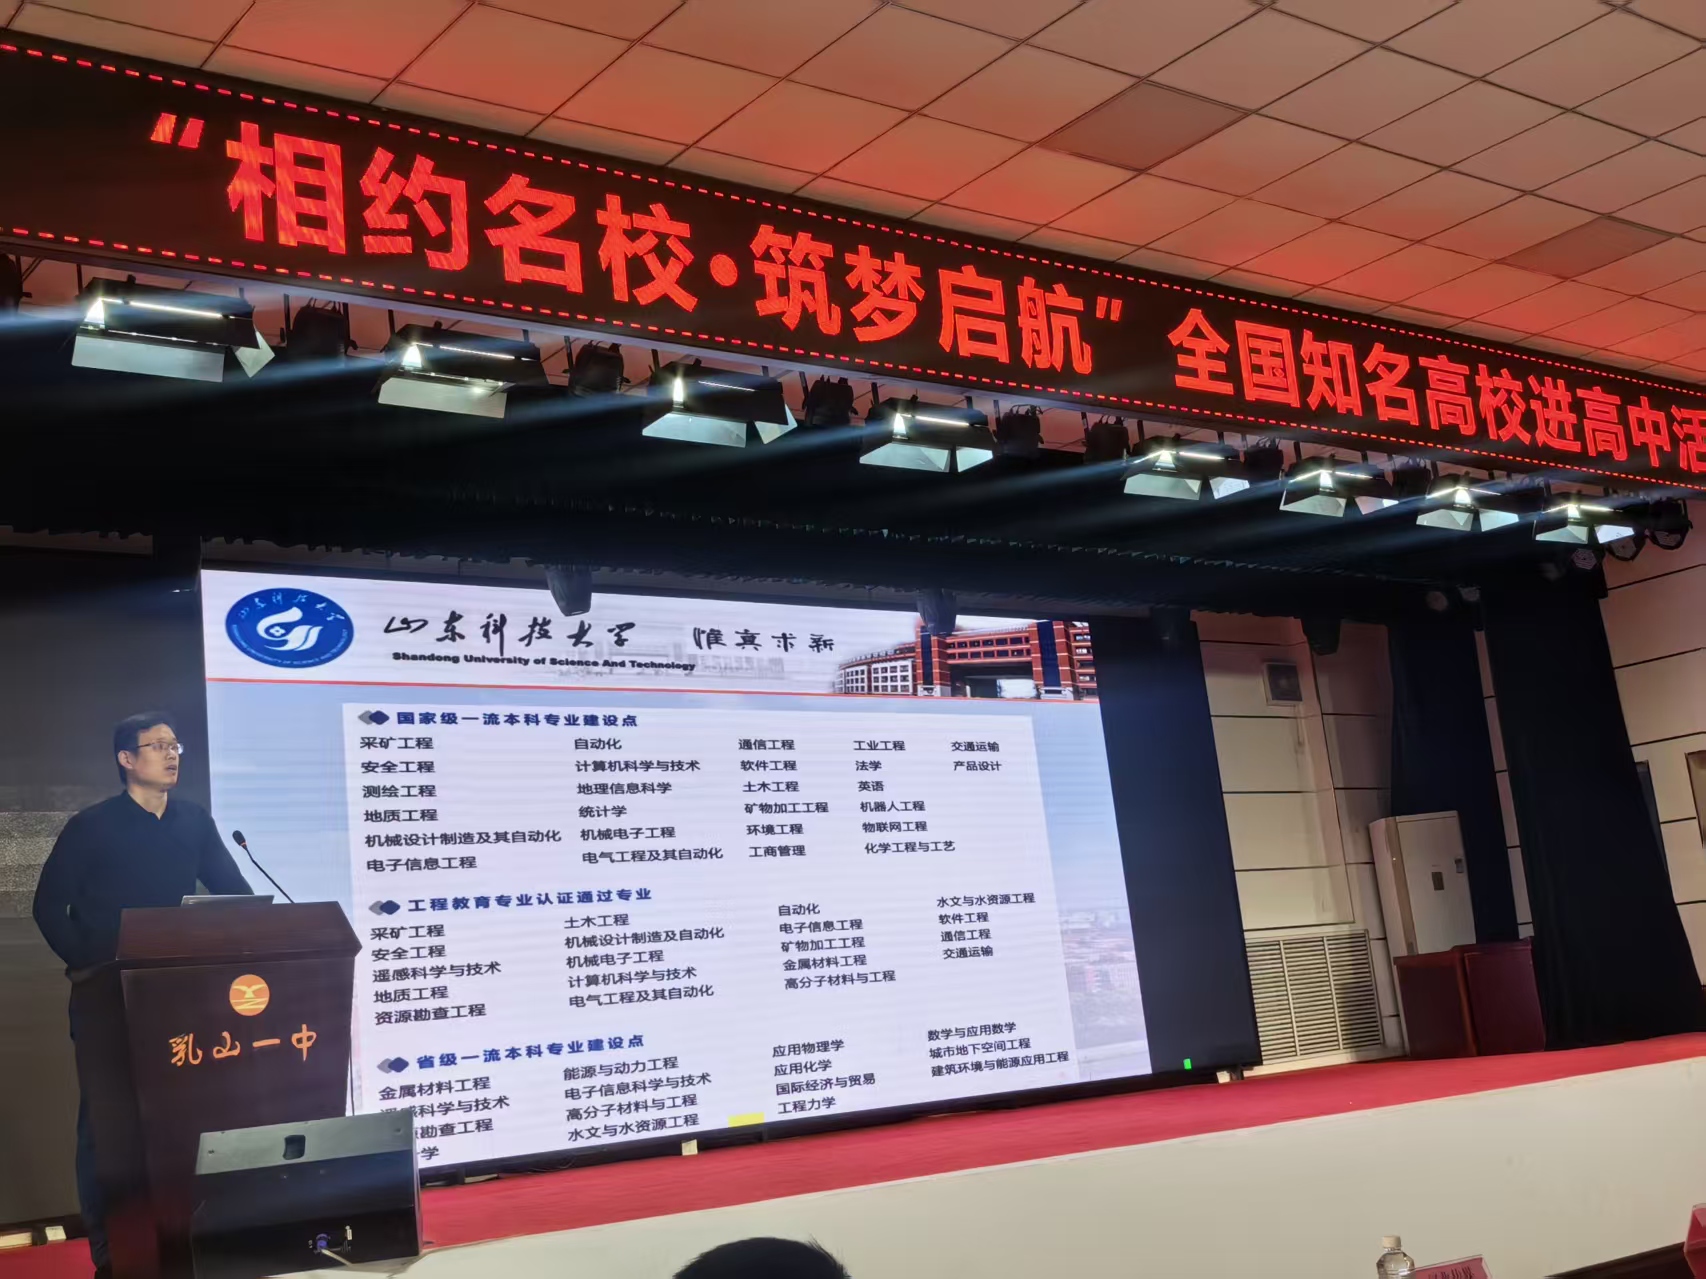 “相约名校·筑梦启航” 全国知名高校进高中活
山东科技大学 惟真求新
Shandong University of Science And Technology
国家级一流本科专业建设点
采矿工程 自动化 通信工程 工业工程 交通运输
安全工程 计算机科学与技术 软件工程 法学 产品设计
测绘工程 地理信息科学 土木工程 英语
地质工程 统计学 矿物加工工程 机器人工程
机械设计制造及其自动化 机械电子工程 环境工程 物联网工程
电子信息工程 电气工程及其自动化 工商管理 化学工程与工艺
工程教育专业认证通过专业
采矿工程 土木工程 自动化 水文与水资源工程
安全工程 机械设计制造及自动化 电子信息工程 软件工程
遥感科学与技术 机械电子工程 矿物加工工程 通信工程
地质工程 计算机科学与技术 金属材料工程 交通运输
资源勘查工程 电气工程及其自动化 高分子材料与工程
省级一流本科专业建设点
金属材料工程 能源与动力工程 应用物理学 数学与应用数学
遥感科学与技术 电子信息科学与技术 应用化学 城市地下空间工程
勘查工程 高分子材料与工程 国际经济与贸易 建筑环境与能源应用工程
学 水文与水资源工程 工程力学
乳山一中